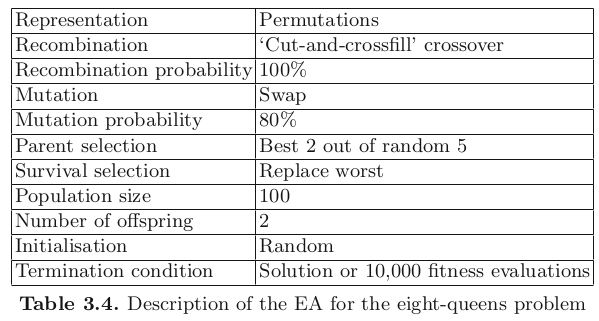 Representation Permutations
Recombination ‘Cut-and-crossfill’ crossover
Recombination probability 100%
Mutation Swap
Mutation probability 80%
Parent selection Best 2 out of random 5
Survival selection Replace worst
Population size 100
Number of offspring 2
Initialisation Random
Termination condition Solution or 10,000 fitness evaluations
Table 3.4. Description of the EA for the eight-queens problem